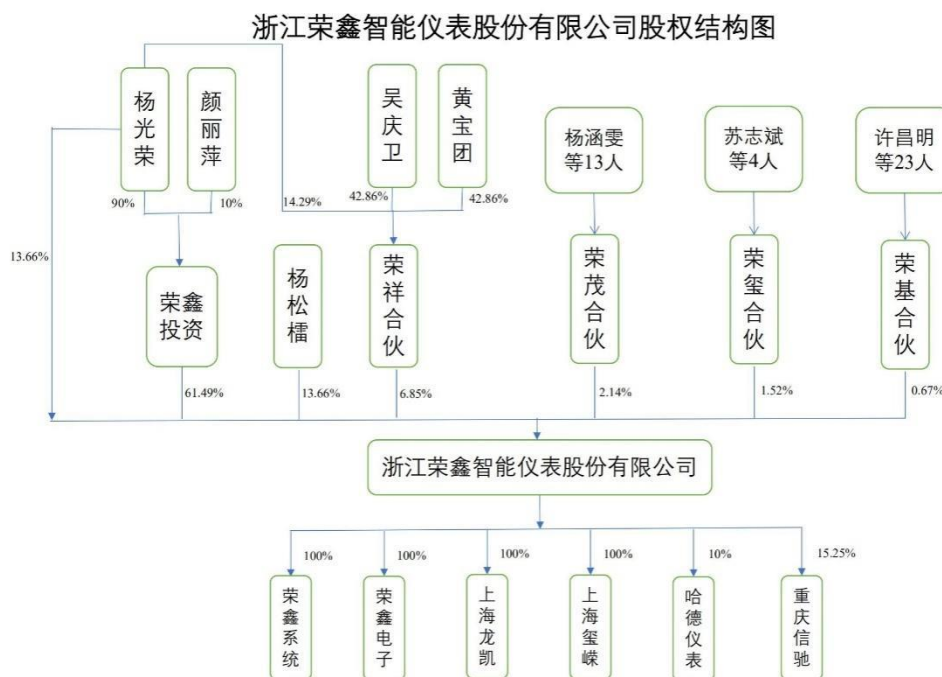 浙江荣鑫智能仪表股份有限公司股权结构图
杨光荣
颜丽萍
吴庆卫
黄宝团
杨涵雯
等13人
苏志斌
等4人
许昌明
等23人
90%
10%
14.29%
42.86%
42.86%
13.66%
荣鑫
投资
杨松檑
荣祥合伙
荣茂合伙
荣玺合伙
荣基合伙
61.49%
13.66%
6.85%
2.14%
1.52%
0.67%
浙江荣鑫智能仪表股份有限公司
100%
100%
100%
100%
10%
15.25%
荣鑫系统
荣鑫电子
上海龙凯
上海玺嵘
哈德仪表
重庆信驰